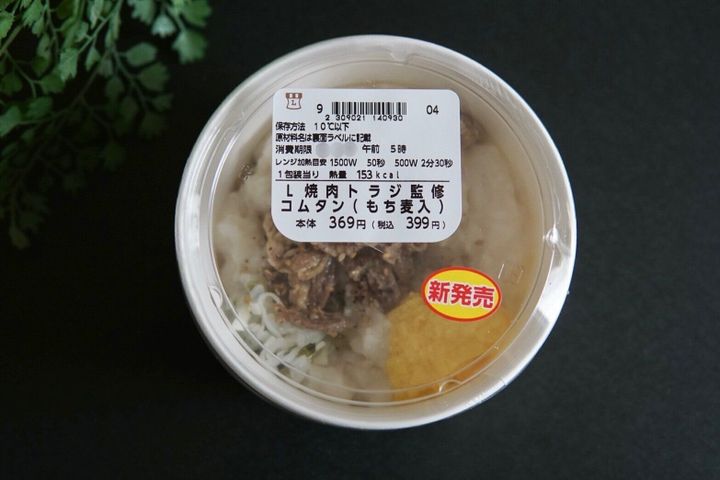 9 04
2 309021 140930
保存方法 10℃以下
原材料名は裏面ラベルに記載
消費期限 午前 5時
レンジ加熱目安 1500W 50秒 500W 2分30秒
1包装当り 熱量 153kcal
L 焼肉トラジ監修
コムタン(もち麦入)
本体 369円(税込 399円)
新発売